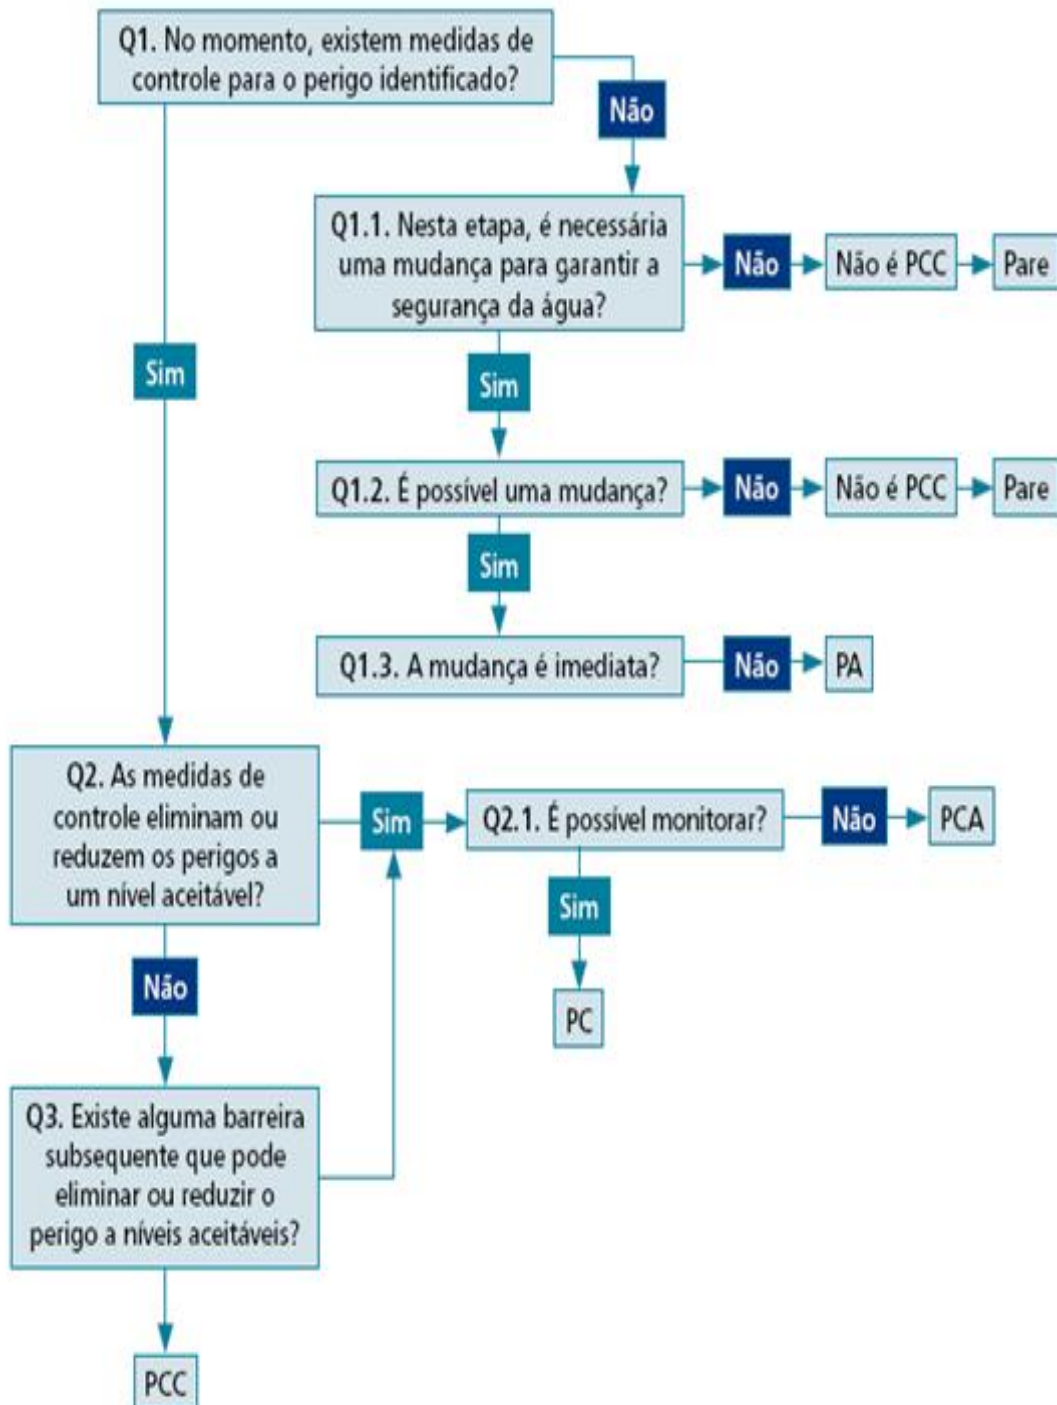 Q1. No momento, existem medidas de
controle para o perigo identificado?
Não
Q1.1. Nesta etapa, é necessária
uma mudança para garantir a
segurança da água?
Não
Não é PCC
Pare
Sim
Sim
Q1.2. É possível uma mudança?
Não
Não é PCC
Pare
Sim
Q1.3. A mudança é imediata?
Não
PA
Q2. As medidas de
controle eliminam ou
reduzem os perigos a
um nível aceitável?
Sim
Q2.1. É possível monitorar?
Não
PCA
Sim
PC
Não
Q3. Existe alguma barreira
subsequente que pode
eliminar ou reduzir o
perigo a níveis aceitáveis?
PCC